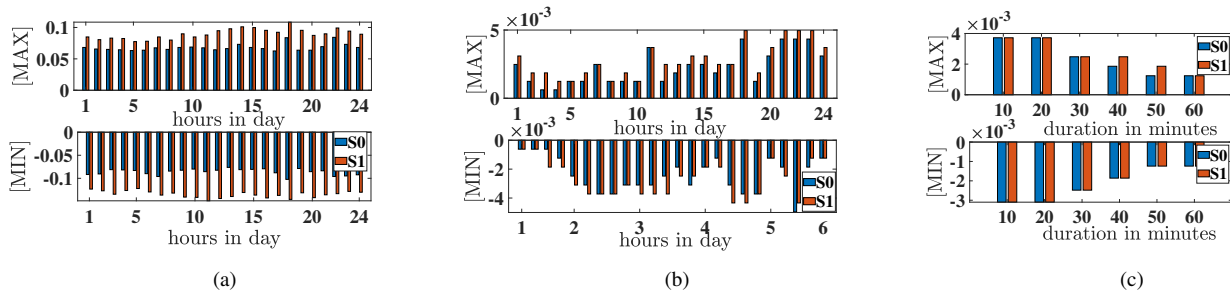 [MAX]
0.1
0.05
0
1 5 10 15 20 24
hours in day
[MIN]
0
-0.05
-0.1
S0
S1
1 5 10 15 20 24
hours in day
(a)
×10⁻³
[MAX]
5
0
1 5 10 15 20 24
hours in day
×10⁻³
[MIN]
0
-2
-4
S0
S1
1 2 3 4 5 6
hours in day
(b)
×10⁻³
[MAX]
4
2
0
S0
S1
10 20 30 40 50 60
duration in minutes
×10⁻³
[MIN]
0
-1
-2
-3
S0
S1
10 20 30 40 50 60
duration in minutes
(c)